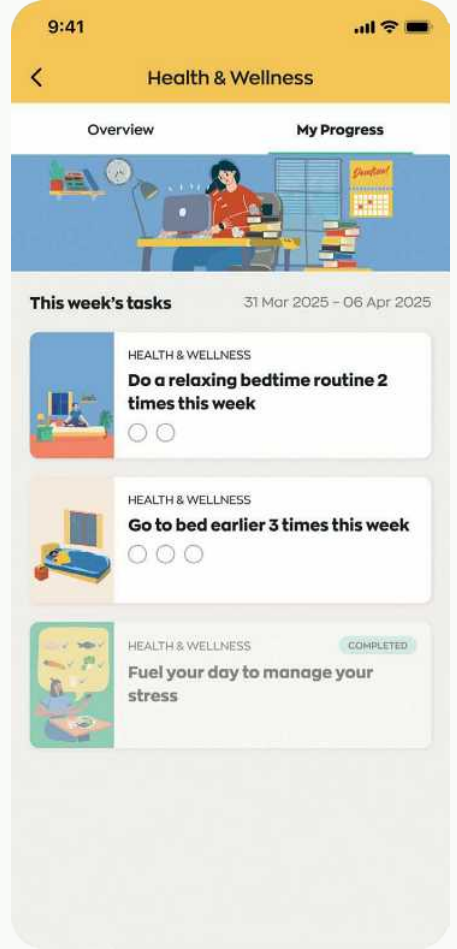 9:41
Health & Wellness
Overview
My Progress
Deadline!
This week's tasks
31 Mar 2025 - 06 Apr 2025
HEALTH & WELLNESS
Do a relaxing bedtime routine 2
times this week
HEALTH & WELLNESS
Go to bed earlier 3 times this week
HEALTH & WELLNESS
COMPLETED
Fuel your day to manage your
stress